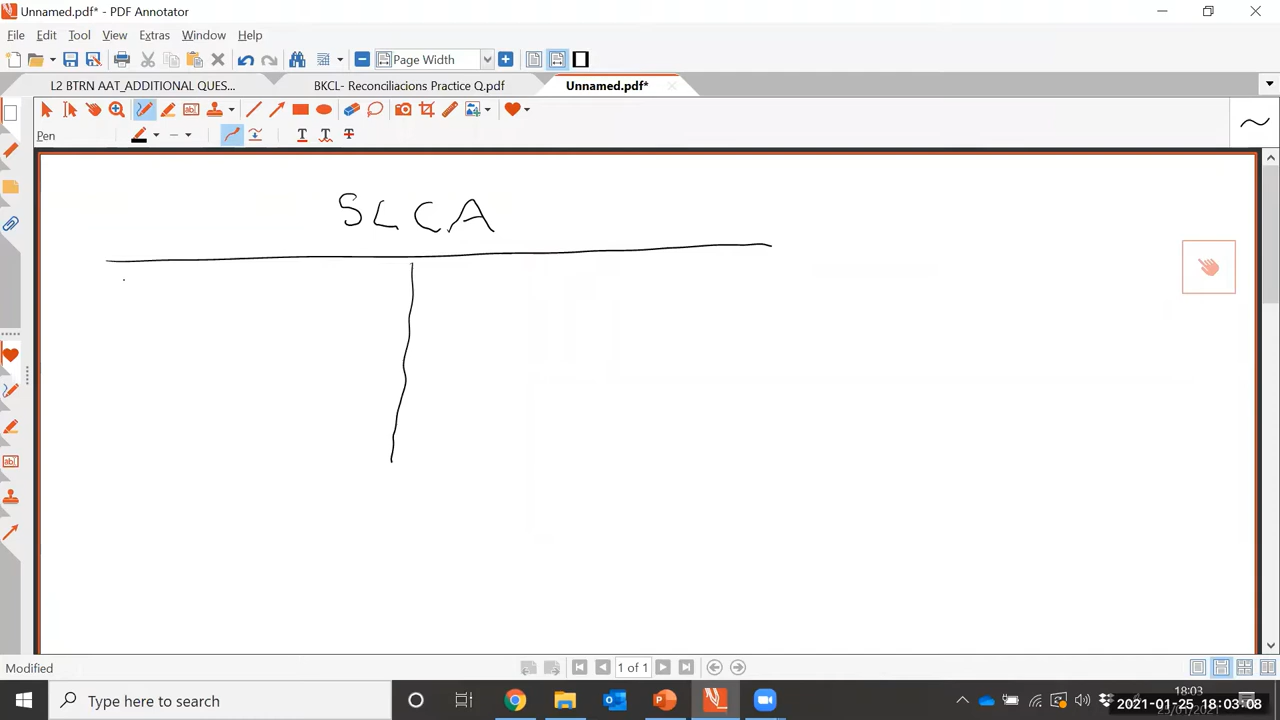 Unnamed.pdf* - PDF Annotator
File Edit Tool View Extras Window Help
Page Width
L2 BTRN AAT_ADDITIONAL QUES... BKCL- Reconciliacions Practice Q.pdf Unnamed.pdf*
Pen
SLCA
Modified
1 of 1
Type here to search
18:03
2021-01-25 18:03:08